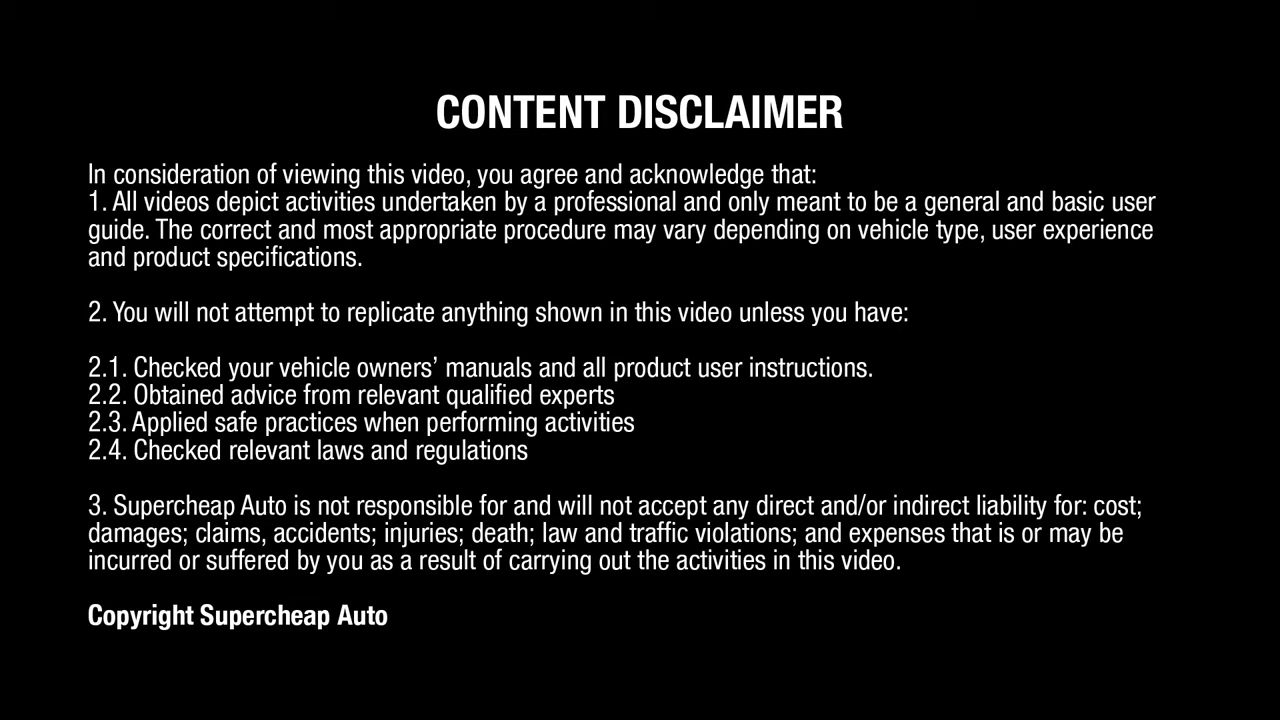 CONTENT DISCLAIMER
In consideration of viewing this video, you agree and acknowledge that:
1. All videos depict activities undertaken by a professional and only meant to be a general and basic user
guide. The correct and most appropriate procedure may vary depending on vehicle type, user experience
and product specifications.
2. You will not attempt to replicate anything shown in this video unless you have:
2.1. Checked your vehicle owners’ manuals and all product user instructions.
2.2. Obtained advice from relevant qualified experts
2.3. Applied safe practices when performing activities
2.4. Checked relevant laws and regulations
3. Supercheap Auto is not responsible for and will not accept any direct and/or indirect liability for: cost;
damages; claims, accidents; injuries; death; law and traffic violations; and expenses that is or may be
incurred or suffered by you as a result of carrying out the activities in this video.
Copyright Supercheap Auto